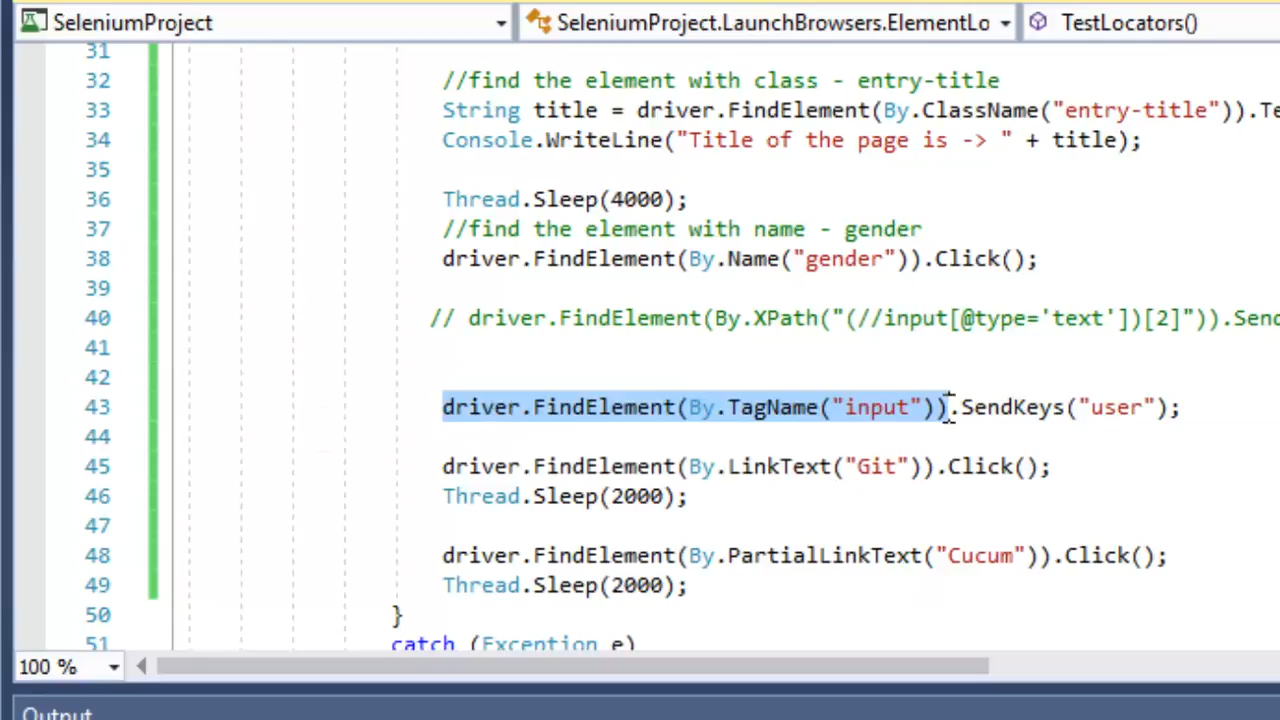 SeleniumProject SeleniumProject.LaunchBrowsers.ElementLo TestLocators()
31
32 //find the element with class - entry-title
33 String title = driver.FindElement(By.ClassName("entry-title")).Te
34 Console.WriteLine("Title of the page is -> " + title);
35
36 Thread.Sleep(4000);
37 //find the element with name - gender
38 driver.FindElement(By.Name("gender")).Click();
39
40 // driver.FindElement(By.XPath("(//input[@type='text'])[2]")).Send
41
42
43 driver.FindElement(By.TagName("input")).SendKeys("user");
44
45 driver.FindElement(By.LinkText("Git")).Click();
46 Thread.Sleep(2000);
47
48 driver.FindElement(By.PartialLinkText("Cucum")).Click();
49 Thread.Sleep(2000);
50 }
51 catch (Exception e)
100 %
Output